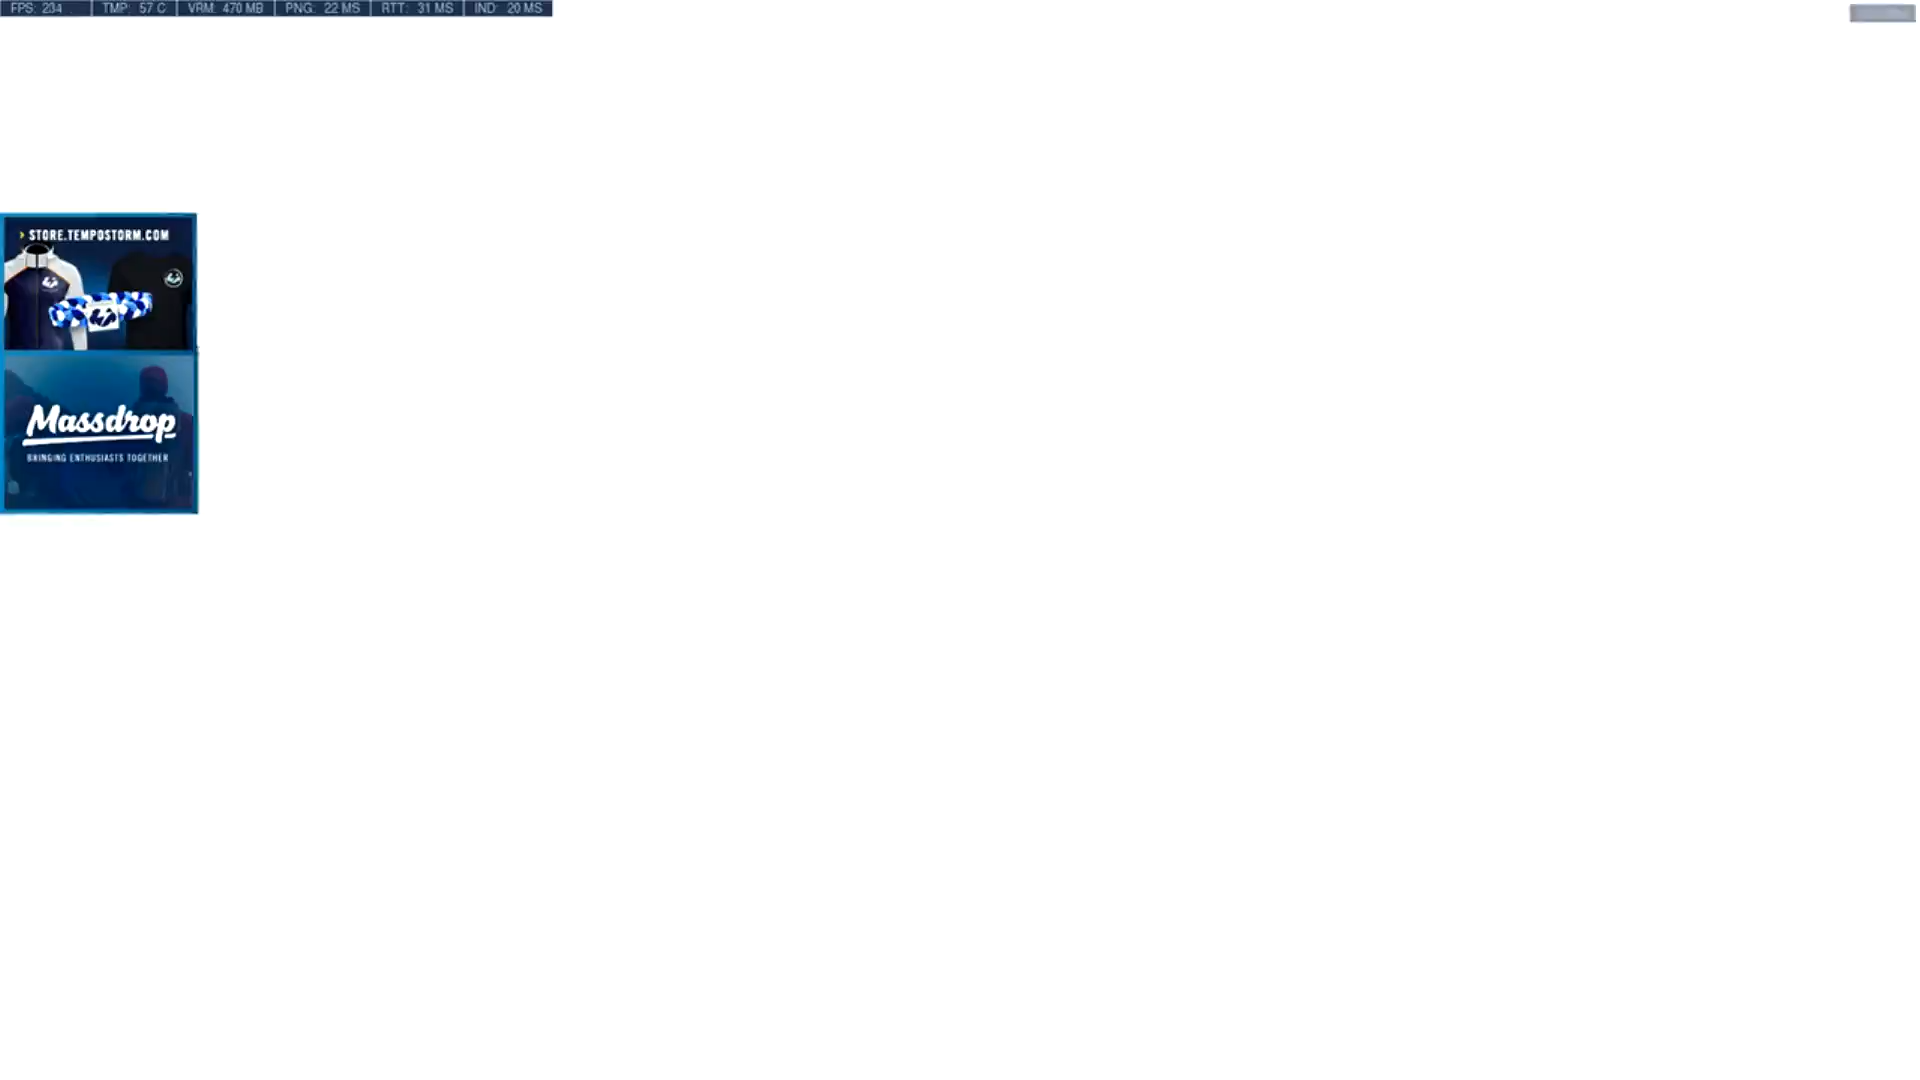 FPS: 234 TMP: 57 C VRM: 470 MB PNG: 22 MS RTT: 31 MS IND: 20 MS
STORE.TEMPOSTORM.COM
Massdrop
BRINGING ENTHUSIASTS TOGETHER